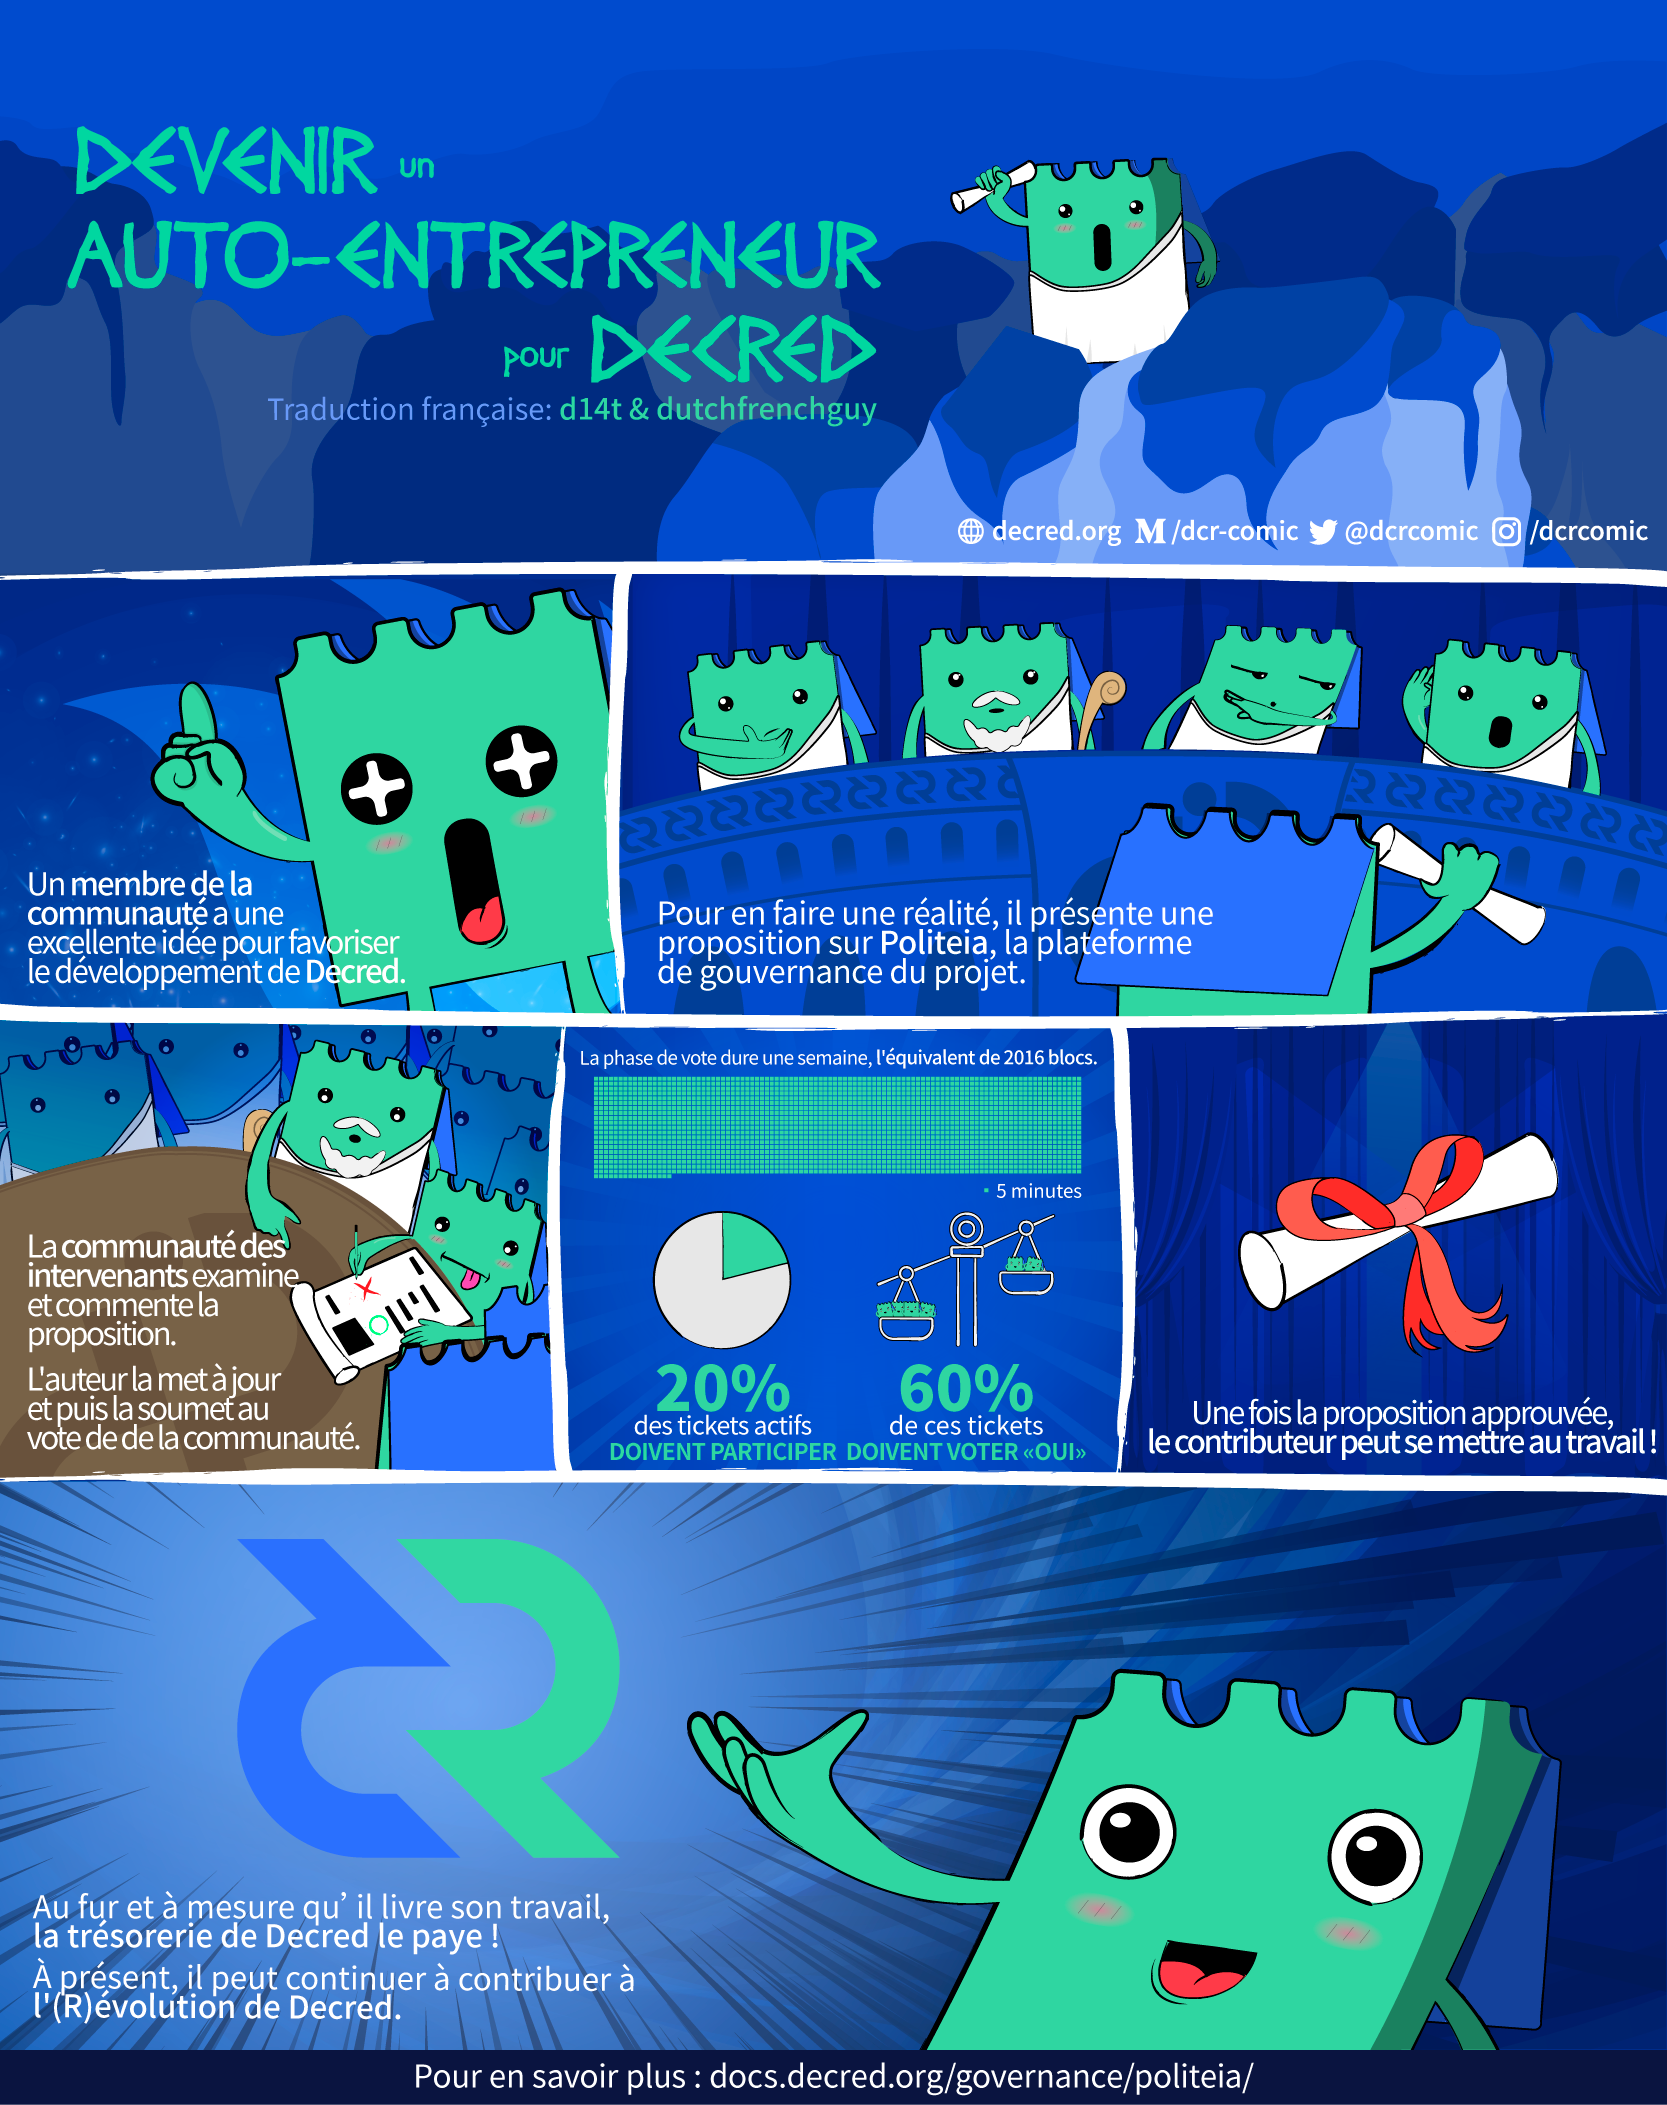 DEVENIR un
AUTO-ENTREPRENEUR
pour DECRED
Traduction française: d14t & dutchfrenchguy
decred.org M/dcr-comic @dcrcomic /dcrcomic
Un membre de la
communauté a une
excellente idée pour favoriser
le développement de Decred.
Pour en faire une réalité, il présente une
proposition sur Politeia, la plateforme
de gouvernance du projet.
La communauté des
intervenants examine
et commente la
proposition.
L'auteur la met à jour
et puis la soumet au
vote de de la communauté.
La phase de vote dure une semaine, l'équivalent de 2016 blocs.
5 minutes
20%
des tickets actifs
DOIVENT PARTICIPER
60%
de ces tickets
DOIVENT VOTER «OUI»
Une fois la proposition approuvée,
le contributeur peut se mettre au travail !
Au fur et à mesure qu’ il livre son travail,
la trésorerie de Decred le paye !
À présent, il peut continuer à contribuer à
l'(R)évolution de Decred.
Pour en savoir plus : docs.decred.org/governance/politeia/